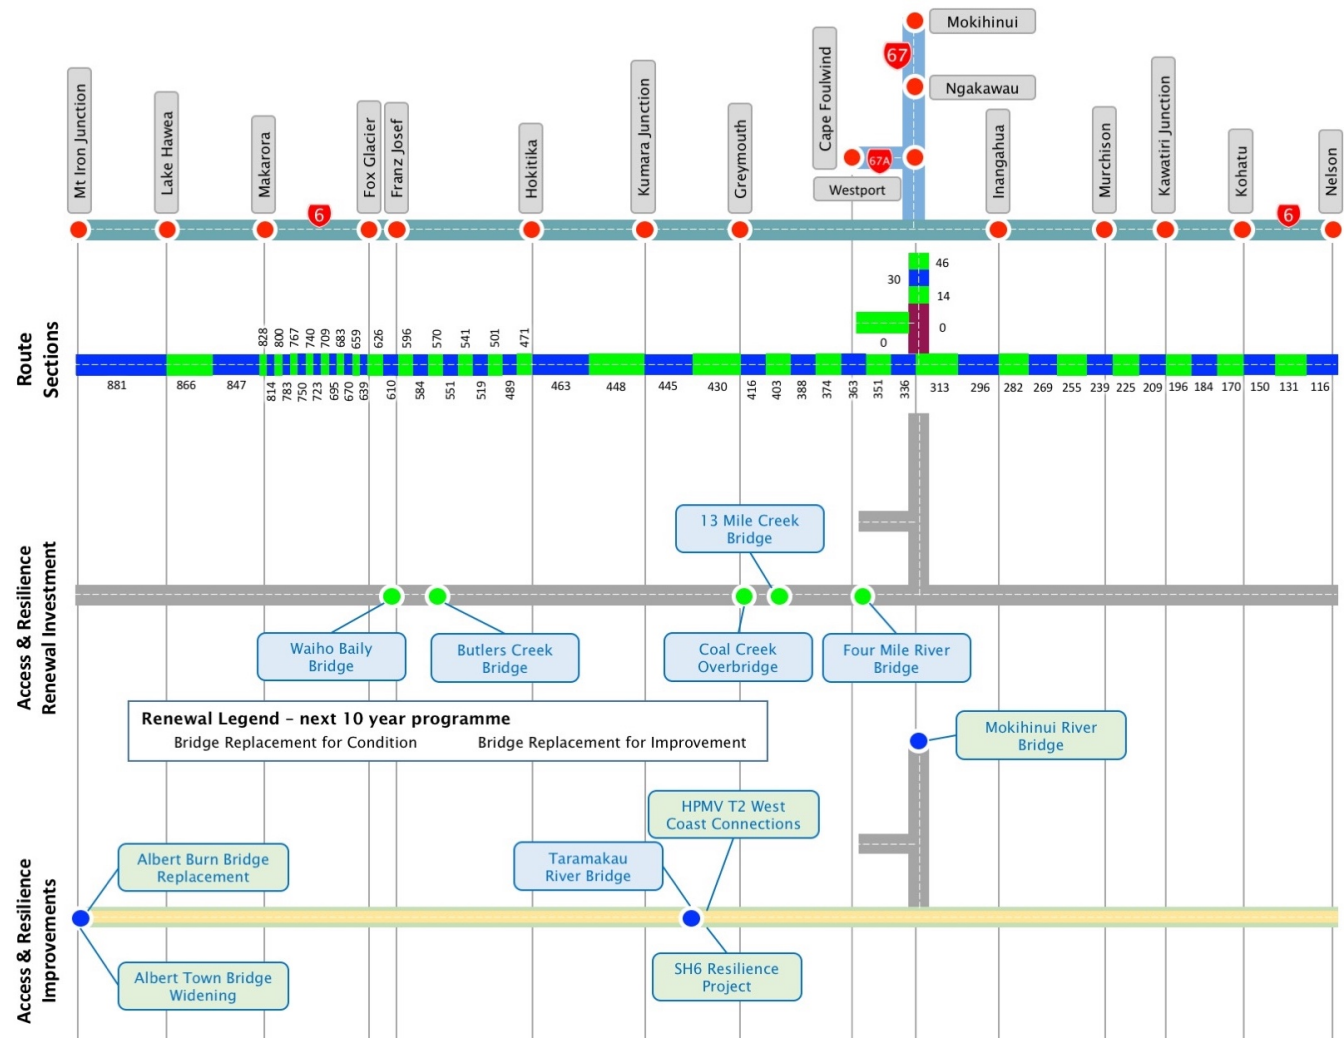 Mokihinui
67
Ngakawau
Cape Foulwind
67A
Westport
Mt Iron Junction
Lake Hawea
Makarora
6
Fox Glacier
Franz Josef
Hokitika
Kumara Junction
Greymouth
Inangahua
Murchison
Kawatiri Junction
Kohatu
6
Nelson
46
30
14
0
0
Route
Sections
828 800 767 740 709 683 659 626 596 570 541 501 471
881 866 847 814 783 750 723 695 670 639 610 584 551 519 489 463 448 445 430 416 403 388 374 363 351 336 313 296 282 269 255 239 225 209 196 184 170 150 131 116
Access & Resilience
Renewal Investment
13 Mile Creek
Bridge
Waiho Baily
Bridge
Butlers Creek
Bridge
Coal Creek
Overbridge
Four Mile River
Bridge
Renewal Legend – next 10 year programme
Bridge Replacement for Condition Bridge Replacement for Improvement
Mokihinui River
Bridge
Access & Resilience
Improvements
HPMV T2 West
Coast Connections
Albert Burn Bridge
Replacement
Taramakau
River Bridge
SH6 Resilience
Project
Albert Town Bridge
Widening